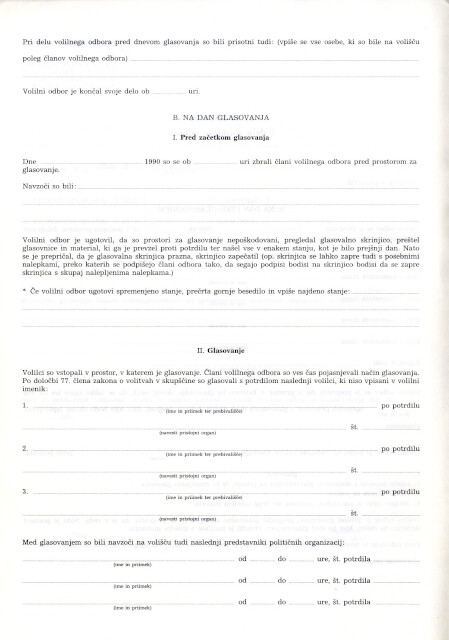 Pri delu volilnega odbora pred dnevom glasovanja so bili prisotni tudi: (vpiše se vse osebe, ki so bile na volišču
poleg članov volilnega odbora)
Volilni odbor je končal svoje delo ob uri.
B. NA DAN GLASOVANJA
I. Pred začetkom glasovanja
Dne 1990 so se ob uri zbrali člani volilnega odbora pred prostorom za
glasovanje.
Navzoči so bili:
Volilni odbor je ugotovil, da so prostori za glasovanje nepoškodovani, pregledal glasovalno skrinjico, preštel
glasovnice in material, ki ga je prevzel proti potrdilu ter našel vse v enakem stanju, kot je bilo prejšnji dan. Nato
se je prepričal, da je glasovalna skrinjica prazna, skrinjico zapečatil (op. skrinjica se lahko zapre tudi s posebnimi
nalepkami, preko katerih se podpišejo člani odbora tako, da segajo podpisi bodisi na skrinjico bodisi da se zapre
skrinjica s skupaj nalepljenima nalepkama.)
* Če volilni odbor ugotovi spremenjeno stanje, prečrta gornje besedilo in vpiše najdeno stanje:
II. Glasovanje
Volilci so vstopali v prostor, v katerem je glasovanje. Člani volilnega odbora so ves čas pojasnjevali način glasovanja.
Po določbi 77. člena zakona o volitvah v skupščine so glasovali s potrdilom naslednji volilci, ki niso vpisani v volilni
imenik:
1. po potrdilu
(ime in priimek ter prebivališče)
št.
(navesti pristojni organ)
2. po potrdilu
(ime in priimek ter prebivališče)
št.
(navesti pristojni organ)
3. po potrdilu
(ime in priimek ter prebivališče)
št.
(navesti pristojni organ)
Med glasovanjem so bili navzoči na volišču tudi naslednji predstavniki političnih organizacij:
od do ure, št. potrdila
(ime in priimek)
od do ure, št. potrdila
(ime in priimek)
od do ure, št. potrdila
(ime in priimek)